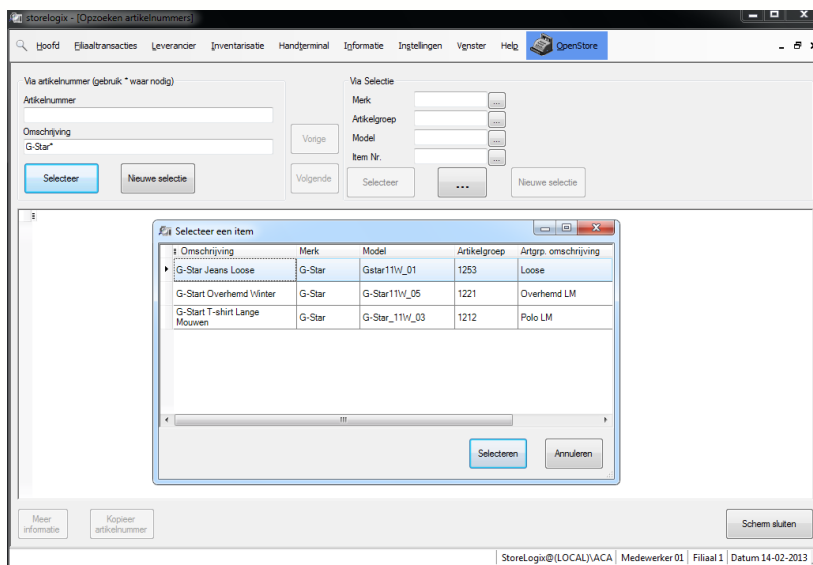 storelogix - [Opzoeken artikelnummers]
Hoofd Filiaaltransacties Leverancier Inventarisatie Handterminal Informatie Instellingen Venster Help OpenStore
Via artikelnummer (gebruik * waar nodig)
Artikelnummer
Omschrijving
G-Star*
Selecteer Nieuwe selectie
Vorige
Volgende
Via Selectie
Merk ...
Artikelgroep ...
Model ...
Item Nr. ...
Selecteer ... Nieuwe selectie
Selecteer een item
Omschrijving Merk Model Artikelgroep Artgrp. omschrijving
G-Star Jeans Loose G-Star Gstar11W_01 1253 Loose
G-Start Overhemd Winter G-Star G-Star11W_05 1221 Overhemd LM
G-Start T-shirt Lange Mouwen G-Star G-Star_11W_03 1212 Polo LM
Selecteren Annuleren
Meer informatie Kopieer artikelnummer Scherm sluiten
StoreLogix@(LOCAL)\ACA Medewerker 01 Filiaal 1 Datum 14-02-2013